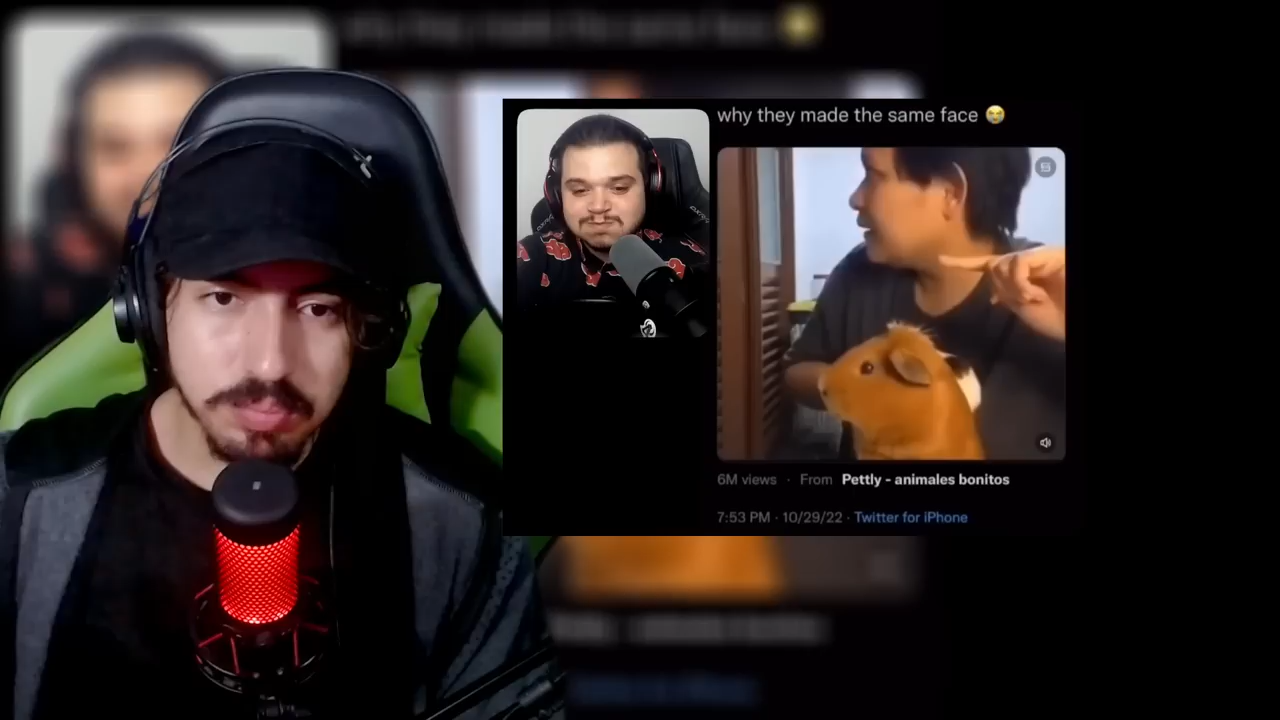 why they made the same face 😭
6M views · From Pettly - animales bonitos
7:53 PM · 10/29/22 · Twitter for iPhone